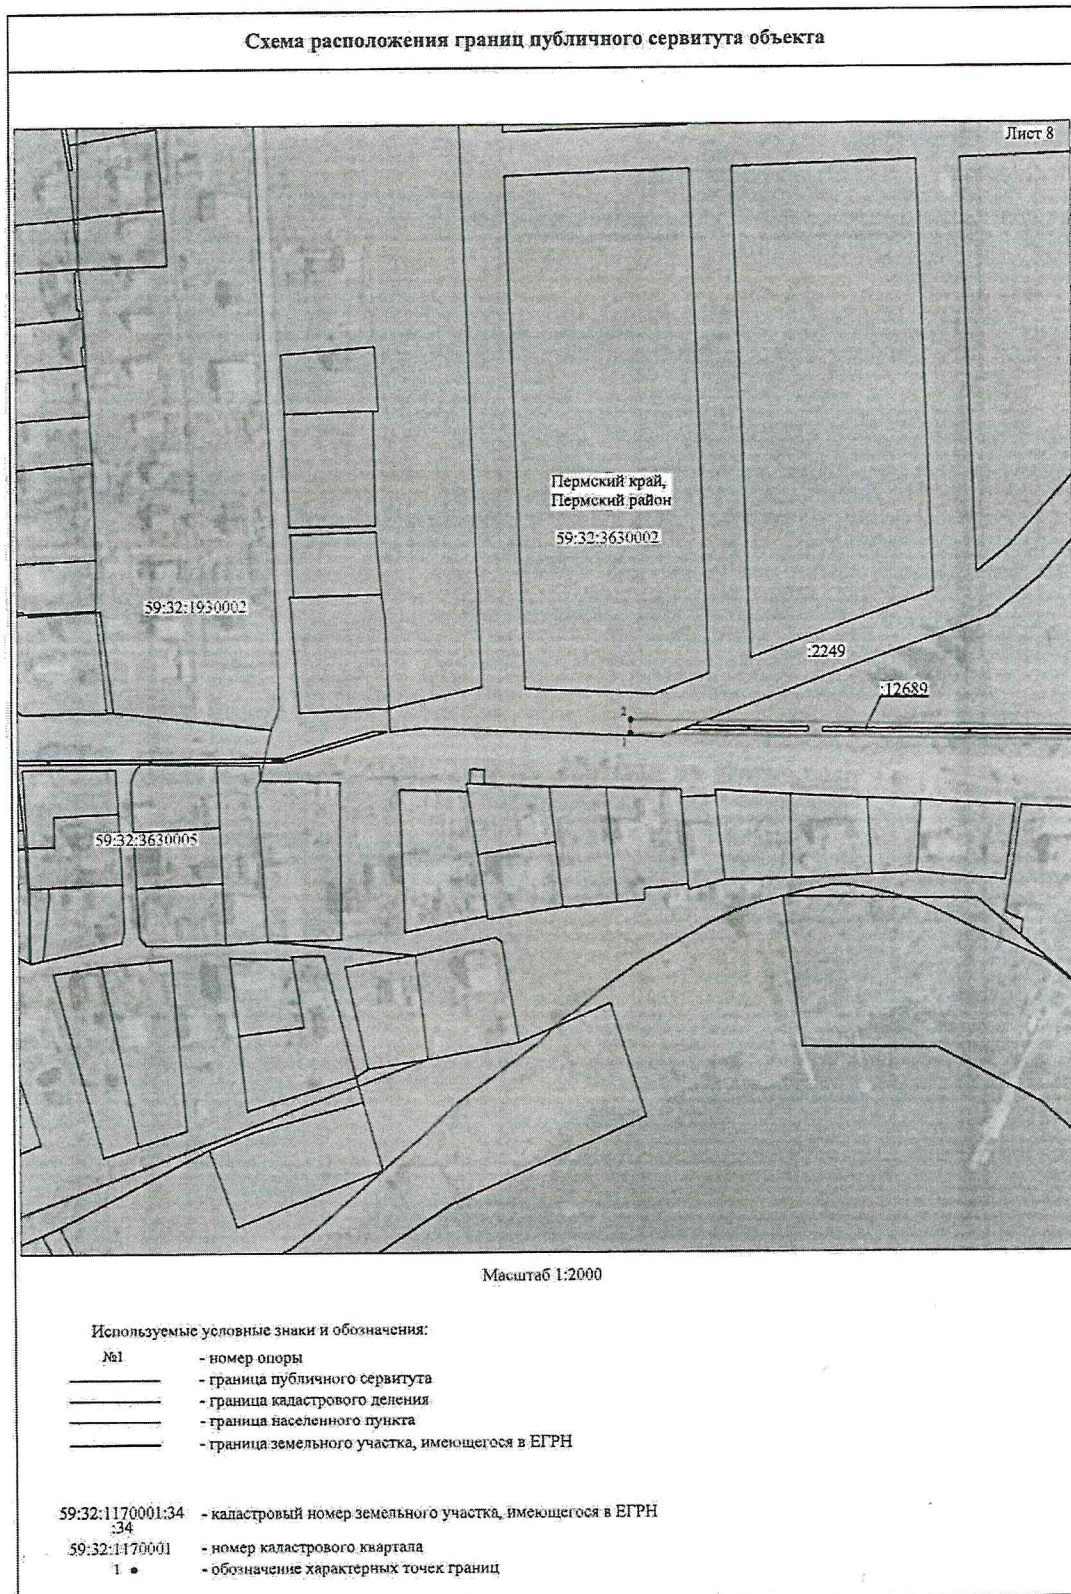 Схема расположения границ публичного сервитута объекта
Лист 8
Пермский край,
Пермский район
59:32:3630002
59:32:1930002
:2249
:12689
2
1
59:32:3630005
Масштаб 1:2000
Используемые условные знаки и обозначения:
№1 - номер опоры
- граница публичного сервитута
- граница кадастрового деления
- граница населенного пункта
- граница земельного участка, имеющегося в ЕГРН
59:32:1170001:34 - кадастровый номер земельного участка, имеющегося в ЕГРН
:34
59:32:1170001 - номер кадастрового квартала
1 • - обозначение характерных точек границ